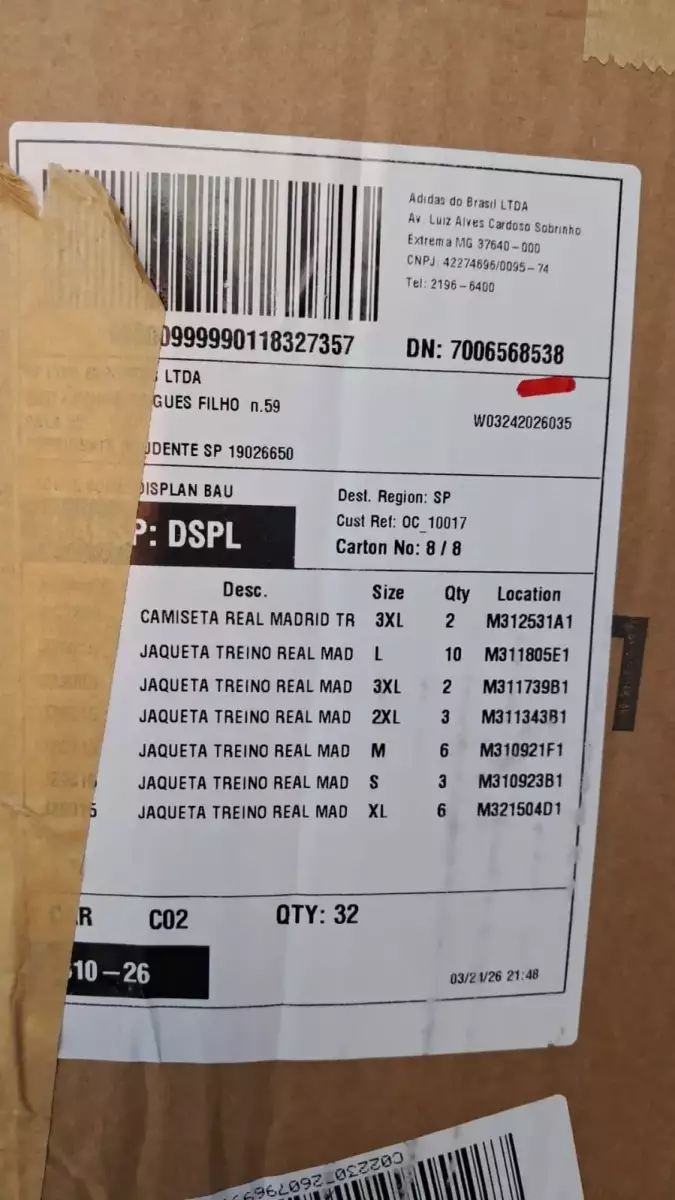 Adidas do Brasil LTDA
Av. Luiz Alves Cardoso Sobrinho
Extrema MG 37640-000
CNPJ: 42274696/0095-74
Tel: 2196-6400
0999990118327357
DN: 7006568538
LTDA
GUES FILHO n.59
W03242026035
UDENTE SP 19026650
DISPLAN BAU
P: DSPL
Dest. Region: SP
Cust Ref: OC_10017
Carton No: 8 / 8
Desc. Size Qty Location
CAMISETA REAL MADRID TR 3XL 2 M312531A1
JAQUETA TREINO REAL MAD L 10 M311805E1
JAQUETA TREINO REAL MAD 3XL 2 M311739B1
JAQUETA TREINO REAL MAD 2XL 3 M311343B1
JAQUETA TREINO REAL MAD M 6 M310921F1
JAQUETA TREINO REAL MAD S 3 M310923B1
5 JAQUETA TREINO REAL MAD XL 6 M321504D1
C02 QTY: 32
10-26
03/21/26 21:48